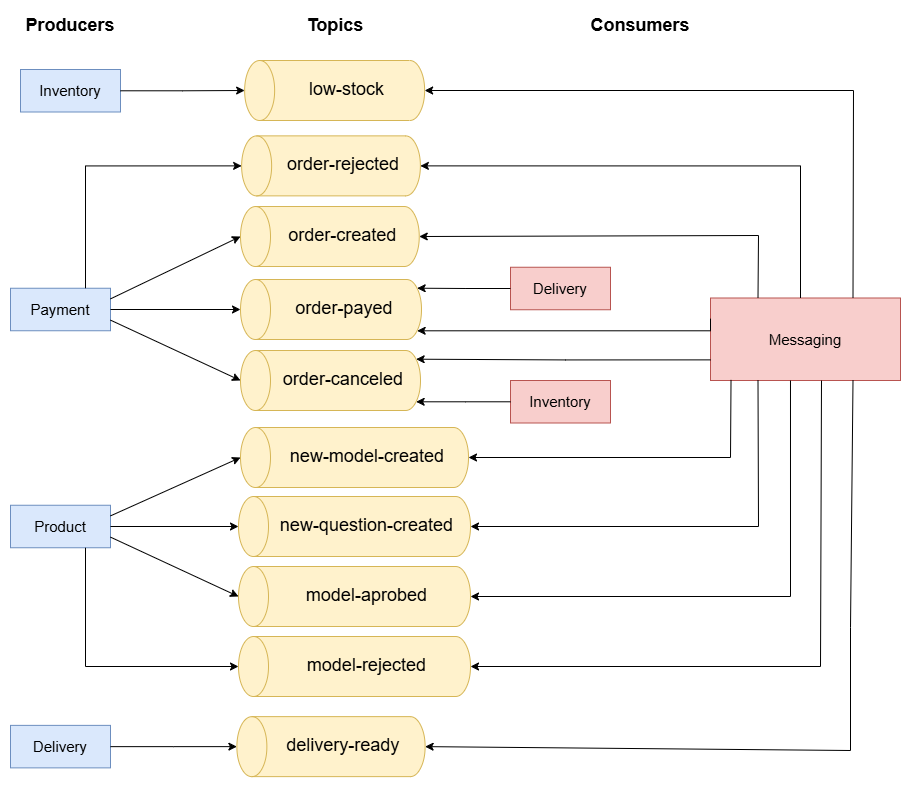 Producers
Topics
Consumers
Inventory
low-stock
order-rejected
order-created
Delivery
Payment
order-payed
Messaging
order-canceled
Inventory
new-model-created
Product
new-question-created
model-aprobed
model-rejected
Delivery
delivery-ready